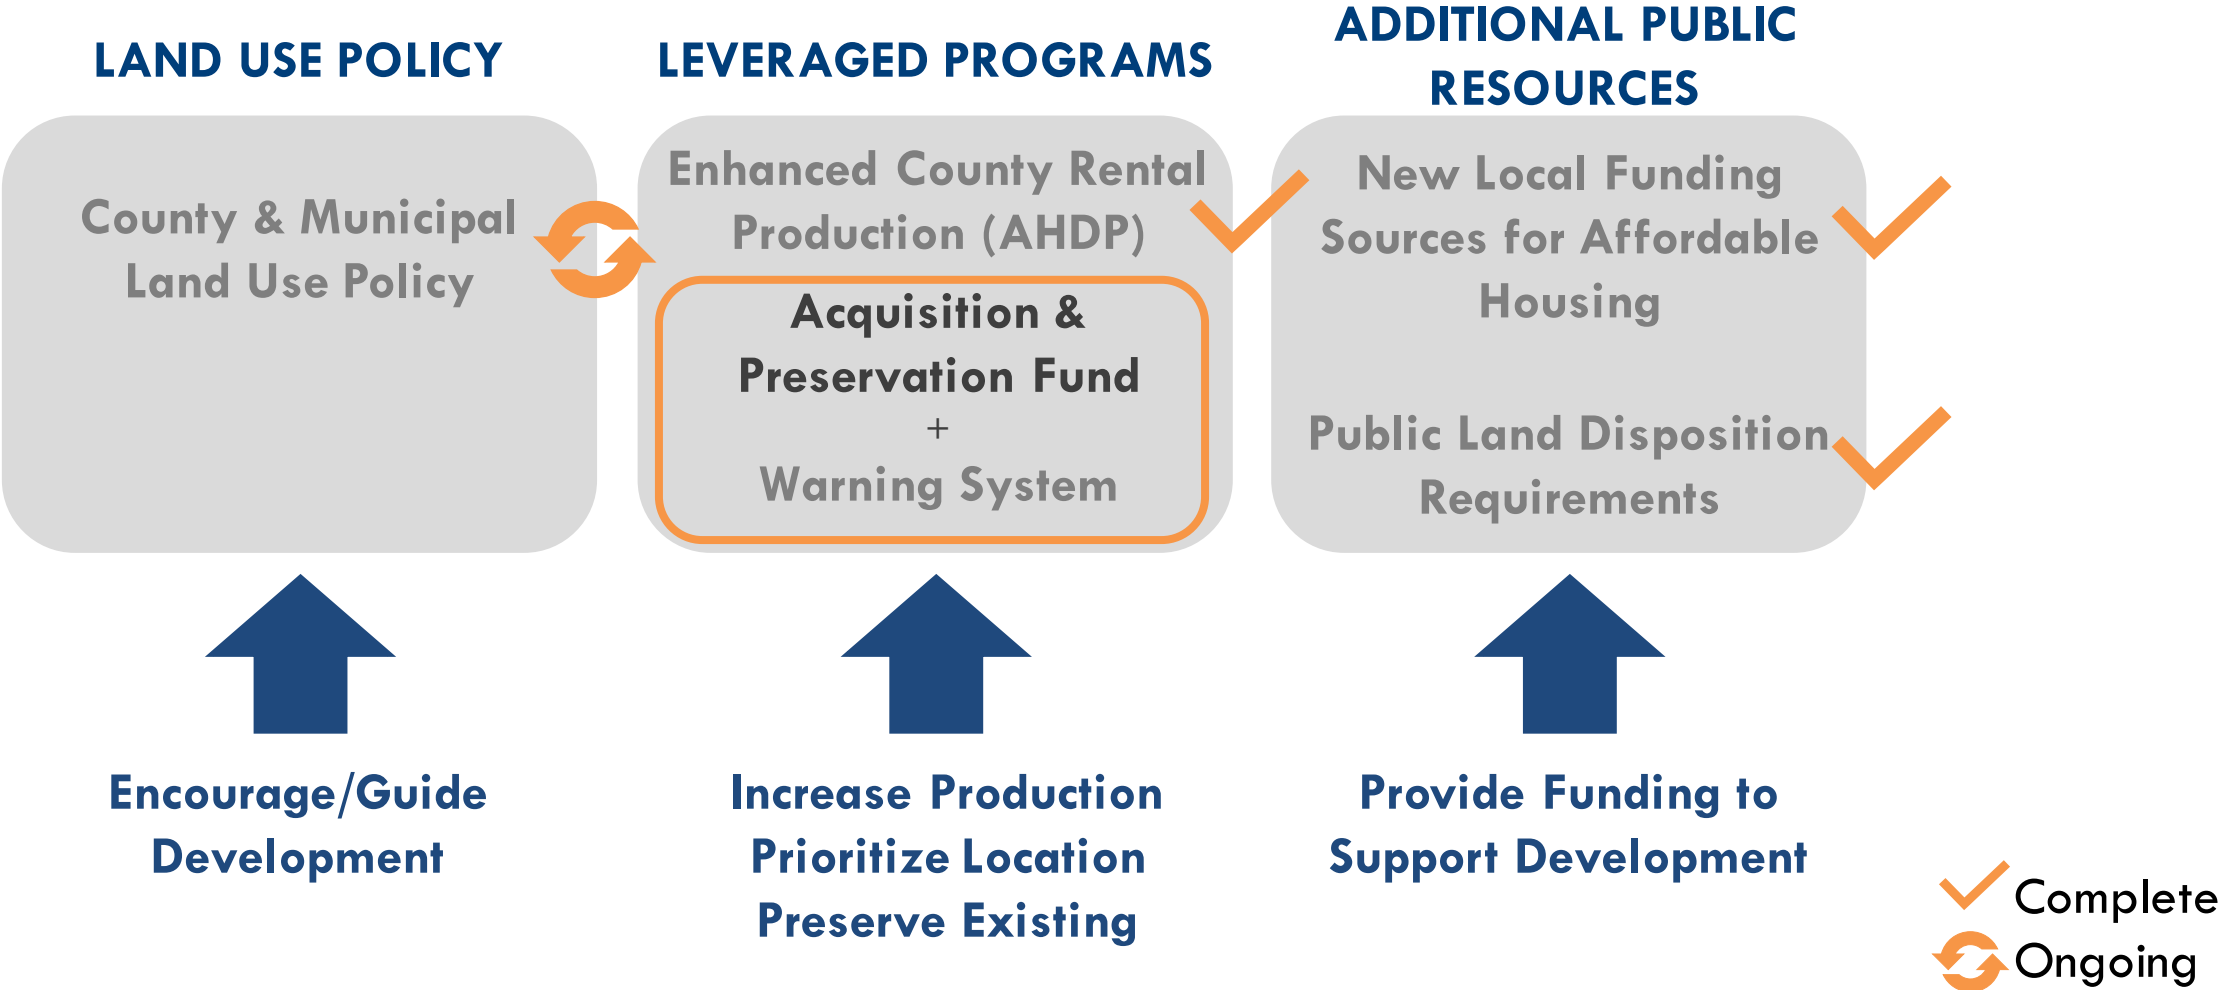 LAND USE POLICY
County & Municipal
Land Use Policy
Encourage/Guide
Development
LEVERAGED PROGRAMS
Enhanced County Rental
Production (AHDP)
Acquisition &
Preservation Fund
+
Warning System
Increase Production
Prioritize Location
Preserve Existing
ADDITIONAL PUBLIC
RESOURCES
New Local Funding
Sources for Affordable
Housing
Public Land Disposition
Requirements
Provide Funding to
Support Development
Complete
Ongoing